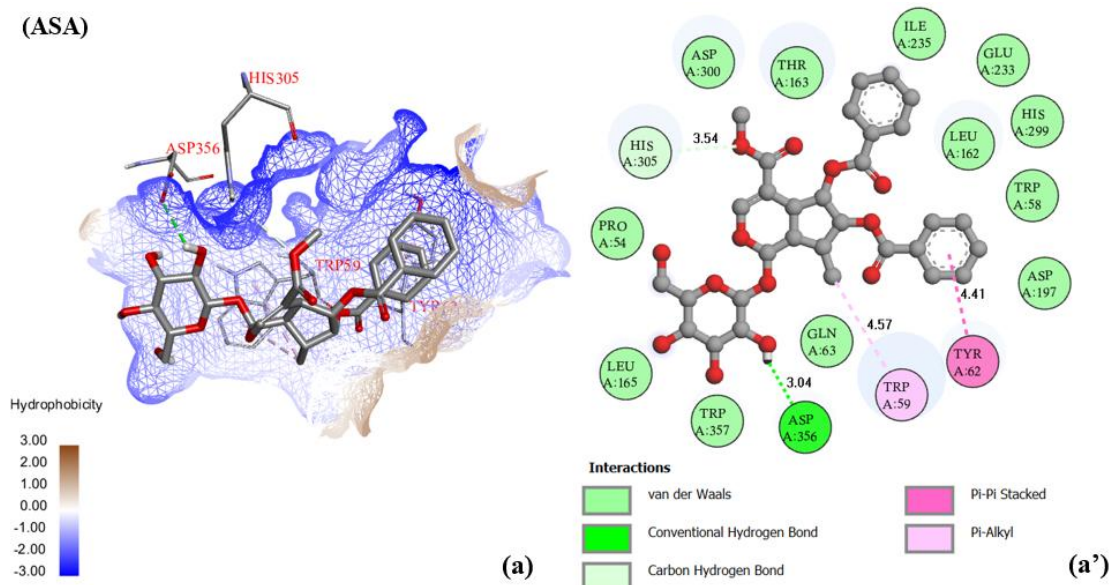 (ASA)
HIS305
ASP356
TRP59
Hydrophobicity
3.00
2.00
1.00
0.00
-1.00
-2.00
-3.00
(a)
ASP
A:300
THR
A:163
ILE
A:235
GLU
A:233
HIS
A:299
LEU
A:162
TRP
A:58
ASP
A:197
HIS
A:305
3.54
PRO
A:54
4.41
4.57
GLN
A:63
TYR
A:62
TRP
A:59
LEU
A:165
3.04
TRP
A:357
ASP
A:356
Interactions
van der Waals
Conventional Hydrogen Bond
Carbon Hydrogen Bond
Pi-Pi Stacked
Pi-Alkyl
(a')